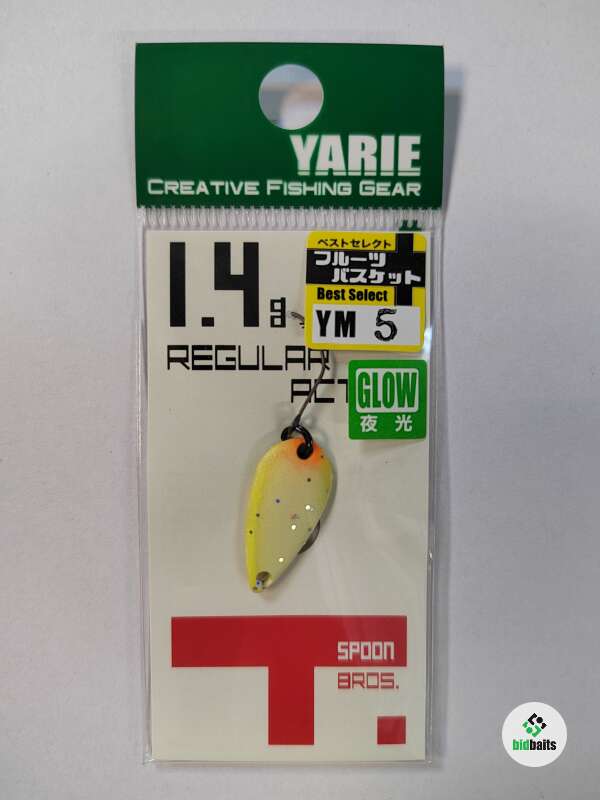 YARIE
CREATIVE FISHING GEAR
1.4g
ベストセレクト
フルーツ
バスケット
Best Select
YM 5
REGULAR
ACT
GLOW
夜光
T.
SPOON
BROS.
bidbaits